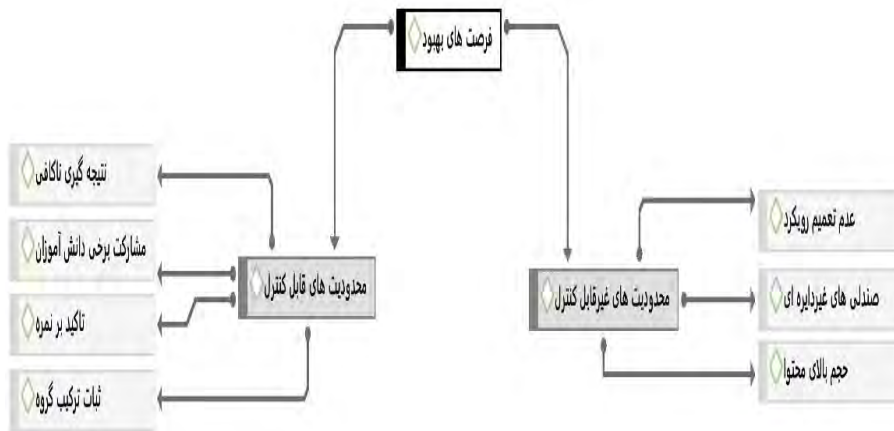 فرصت های بهبود
محدودیت های غیرقابل کنترل
عدم تعمیم رویکرد
صندلی های غیردایره ای
حجم بالای محتوا
محدودیت های قابل کنترل
نتیجه گیری ناکافی
مشارکت برخی دانش آموزان
تاکید بر نمره
ثبات ترکیب گروه